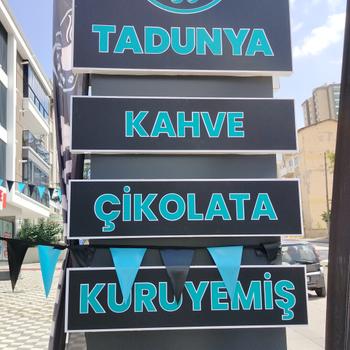 TADUNYA
KAHVE
ÇİKOLATA
KURUYEMİŞ